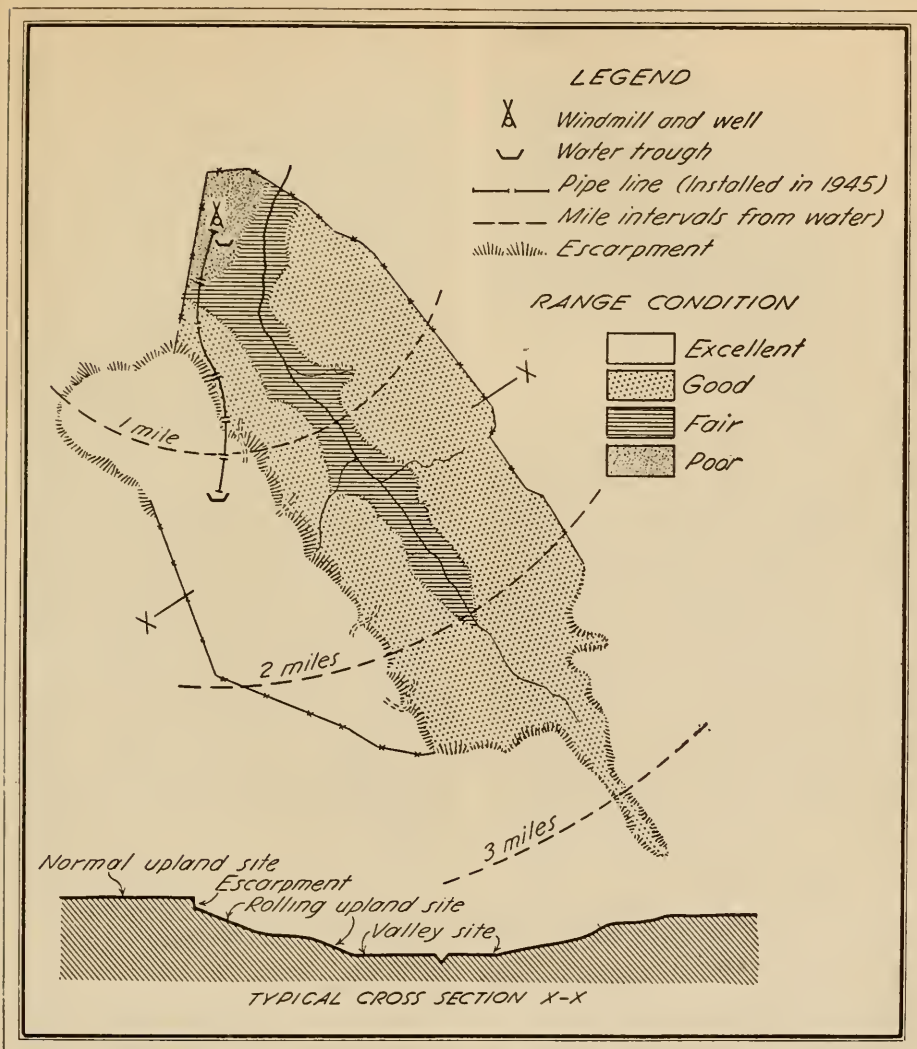 LEGEND
Windmill and well
Water trough
Pipe line (Installed in 1945)
Mile intervals from water)
Escarpment
RANGE CONDITION
Excellent
Good
Fair
Poor
X
1 mile
X
2 miles
3 miles
Normal upland site
Escarpment
Rolling upland site
Valley site
TYPICAL CROSS SECTION X-X